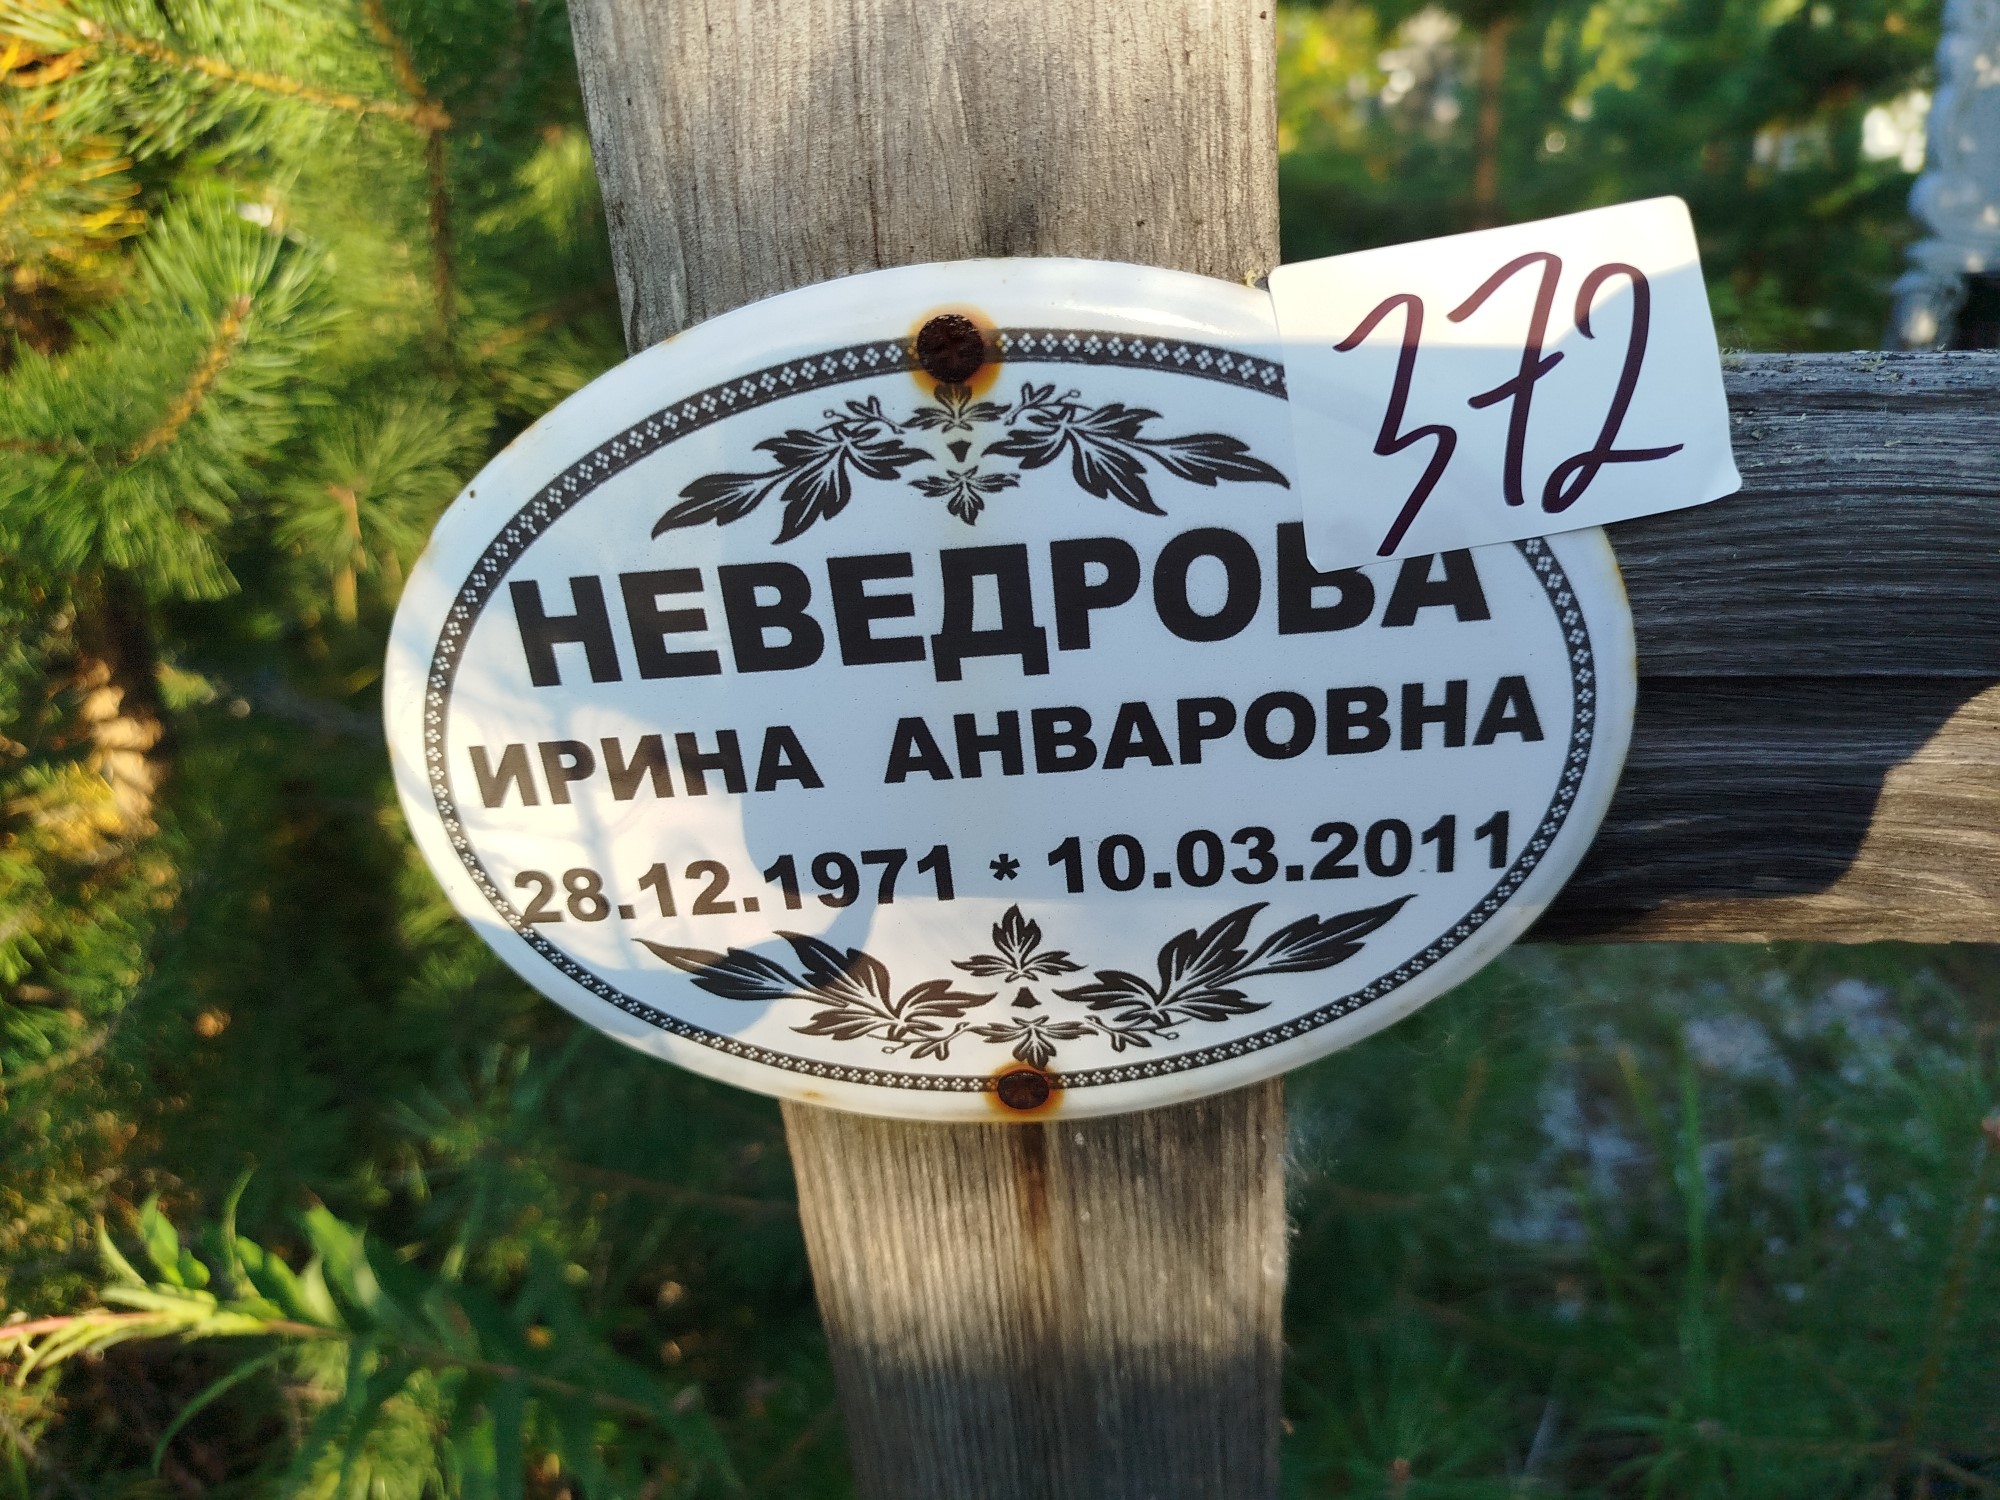 372
НЕВЕДРОВА
ИРИНА АНВАРОВНА
28.12.1971 * 10.03.2011